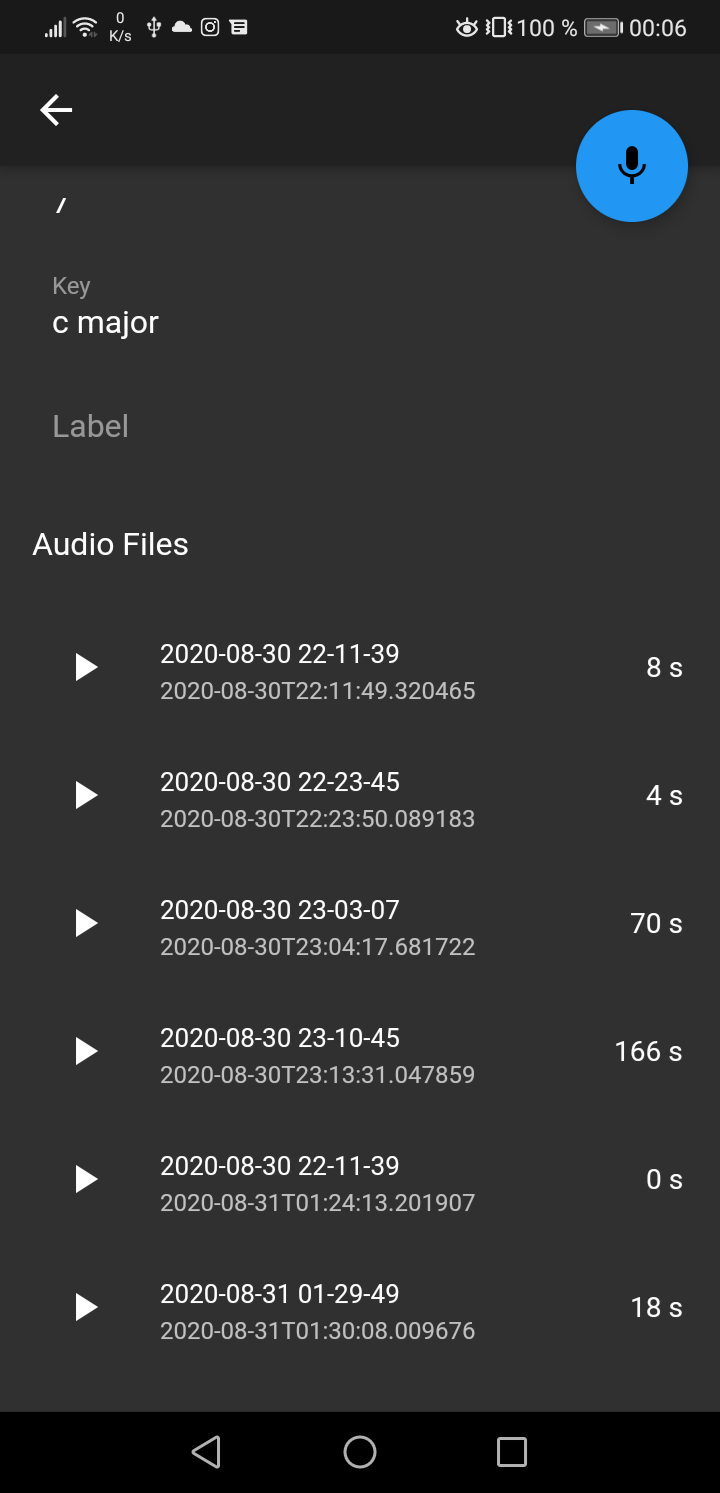 0
K/s
100 %
00:06
Key
c major
Label
Audio Files
2020-08-30 22-11-39
2020-08-30T22:11:49.320465
8 s
2020-08-30 22-23-45
2020-08-30T22:23:50.089183
4 s
2020-08-30 23-03-07
2020-08-30T23:04:17.681722
70 s
2020-08-30 23-10-45
2020-08-30T23:13:31.047859
166 s
2020-08-30 22-11-39
2020-08-31T01:24:13.201907
0 s
2020-08-31 01-29-49
2020-08-31T01:30:08.009676
18 s